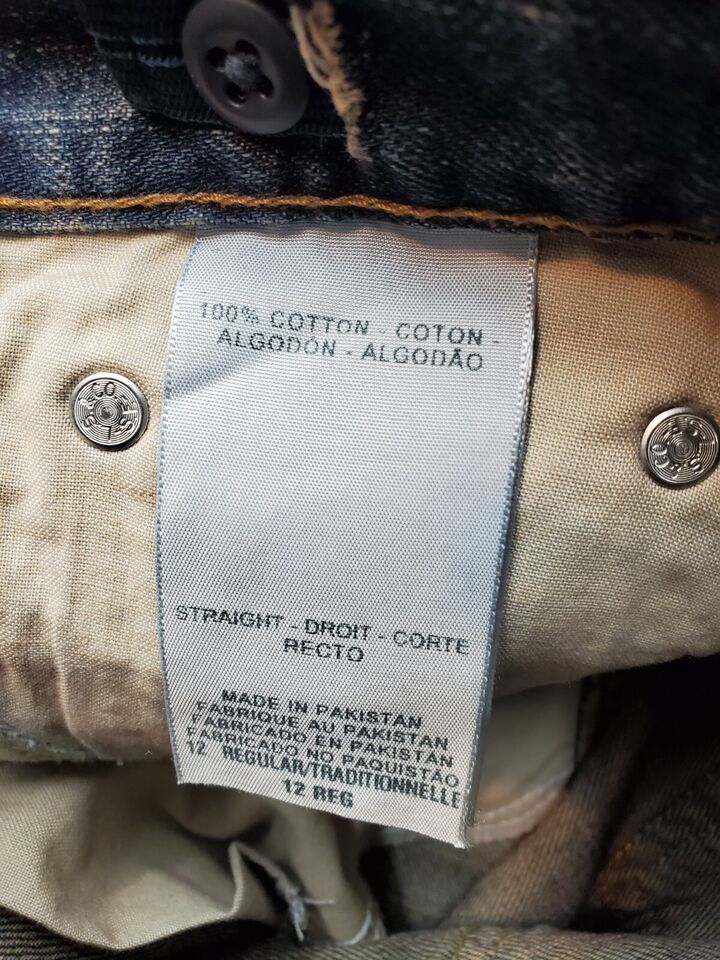 100% COTTON - COTON -
ALGODÓN - ALGODÃO
STRAIGHT - DROIT - CORTE
RECTO
MADE IN PAKISTAN
FABRIQUE AU PAKISTAN
FABRICADO EN PAKISTAN
FABRICADO NO PAQUISTÃO
12 REGULAR/TRADITIONNELLE
12 REG